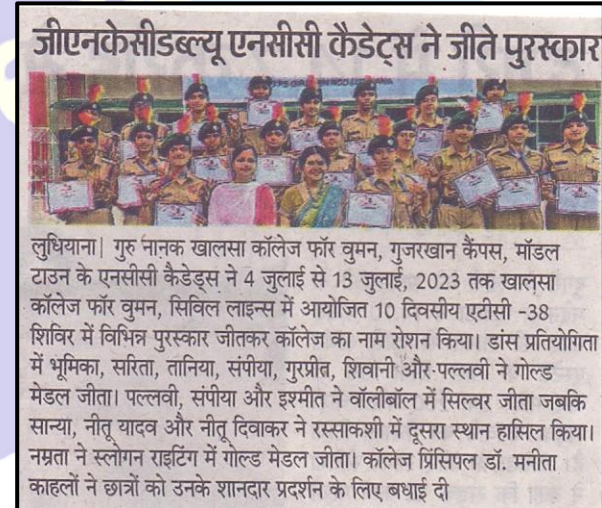 जीएनकेसीडब्ल्यू एनसीसी कैडेट्स ने जीते पुरस्कार
लुधियाना| गुरु नानक खालसा कॉलेज फॉर वुमन, गुजरखान कैंपस, मॉडल
टाउन के एनसीसी कैडेड्स ने 4 जुलाई से 13 जुलाई, 2023 तक खालसा
कॉलेज फॉर वुमन, सिविल लाइन्स में आयोजित 10 दिवसीय एटीसी -38
शिविर में विभिन्न पुरस्कार जीतकर कॉलेज का नाम रोशन किया। डांस प्रतियोगिता
में भूमिका, सरिता, तानिया, संपीया, गुरप्रीत, शिवानी और पल्लवी ने गोल्ड
मेडल जीता। पल्लवी, संपीया और इश्मीत ने वॉलीबॉल में सिल्वर जीता जबकि
सान्या, नीतू यादव और नीतू दिवाकर ने रस्साकशी में दूसरा स्थान हासिल किया।
नम्रता ने स्लोगन राइटिंग में गोल्ड मेडल जीता। कॉलेज प्रिंसिपल डॉ. मनीता
काहलों ने छात्रों को उनके शानदार प्रदर्शन के लिए बधाई दी